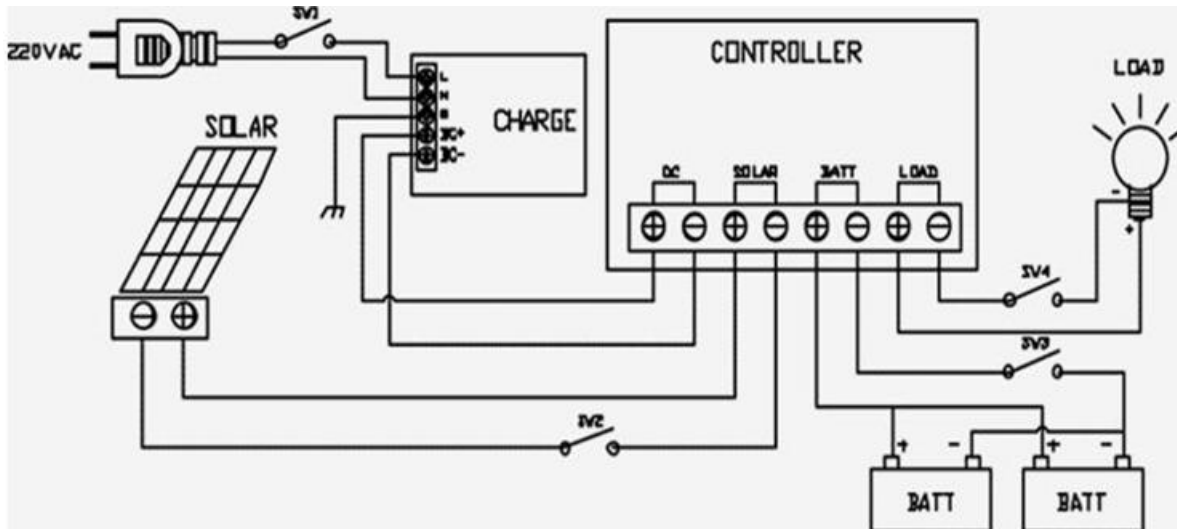 220VAC
SW1
CONTROLLER
LOAD
SOLAR
CHARGE
L
N
DC+
DC-
DC
SOLAR
BATT
LOAD
+
-
+
-
+
-
+
-
-
+
-
+
SW4
SW3
SW2
+
-
+
-
BATT
BATT